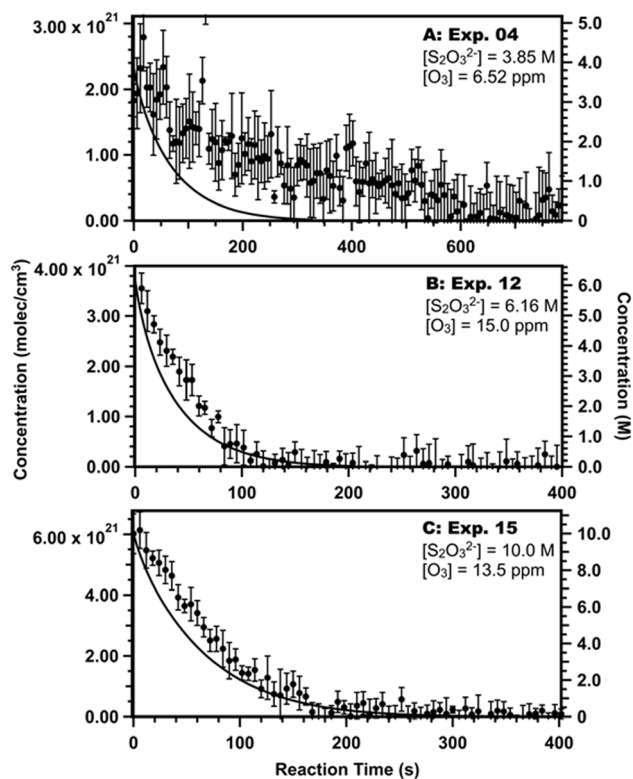 3.00 x 10²¹
2.00
1.00
0.00
5.0
4.0
3.0
2.0
1.0
0
0
200
400
600
A: Exp. 04
[S₂O₃²⁻] = 3.85 M
[O₃] = 6.52 ppm
4.00 x 10²¹
3.00
2.00
1.00
0.00
6.0
5.0
4.0
3.0
2.0
1.0
0.0
0
100
200
300
400
B: Exp. 12
[S₂O₃²⁻] = 6.16 M
[O₃] = 15.0 ppm
Concentration (molec/cm³)
Concentration (M)
6.00 x 10²¹
4.00
2.00
0.00
10.0
8.0
6.0
4.0
2.0
0
0
100
200
300
400
C: Exp. 15
[S₂O₃²⁻] = 10.0 M
[O₃] = 13.5 ppm
Reaction Time (s)